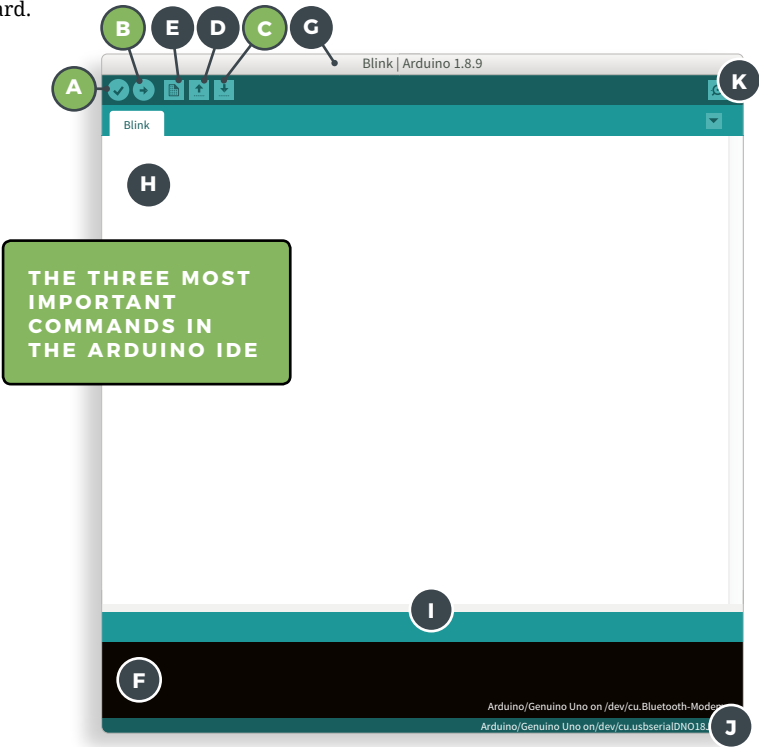 ard.
B E D C G
Blink | Arduino 1.8.9
A
K
Blink
H
THE THREE MOST
IMPORTANT
COMMANDS IN
THE ARDUINO IDE
I
F
Arduino/Genuino Uno on /dev/cu.Bluetooth-Modem
Arduino/Genuino Uno on/dev/cu.usbserialDNO18.
J